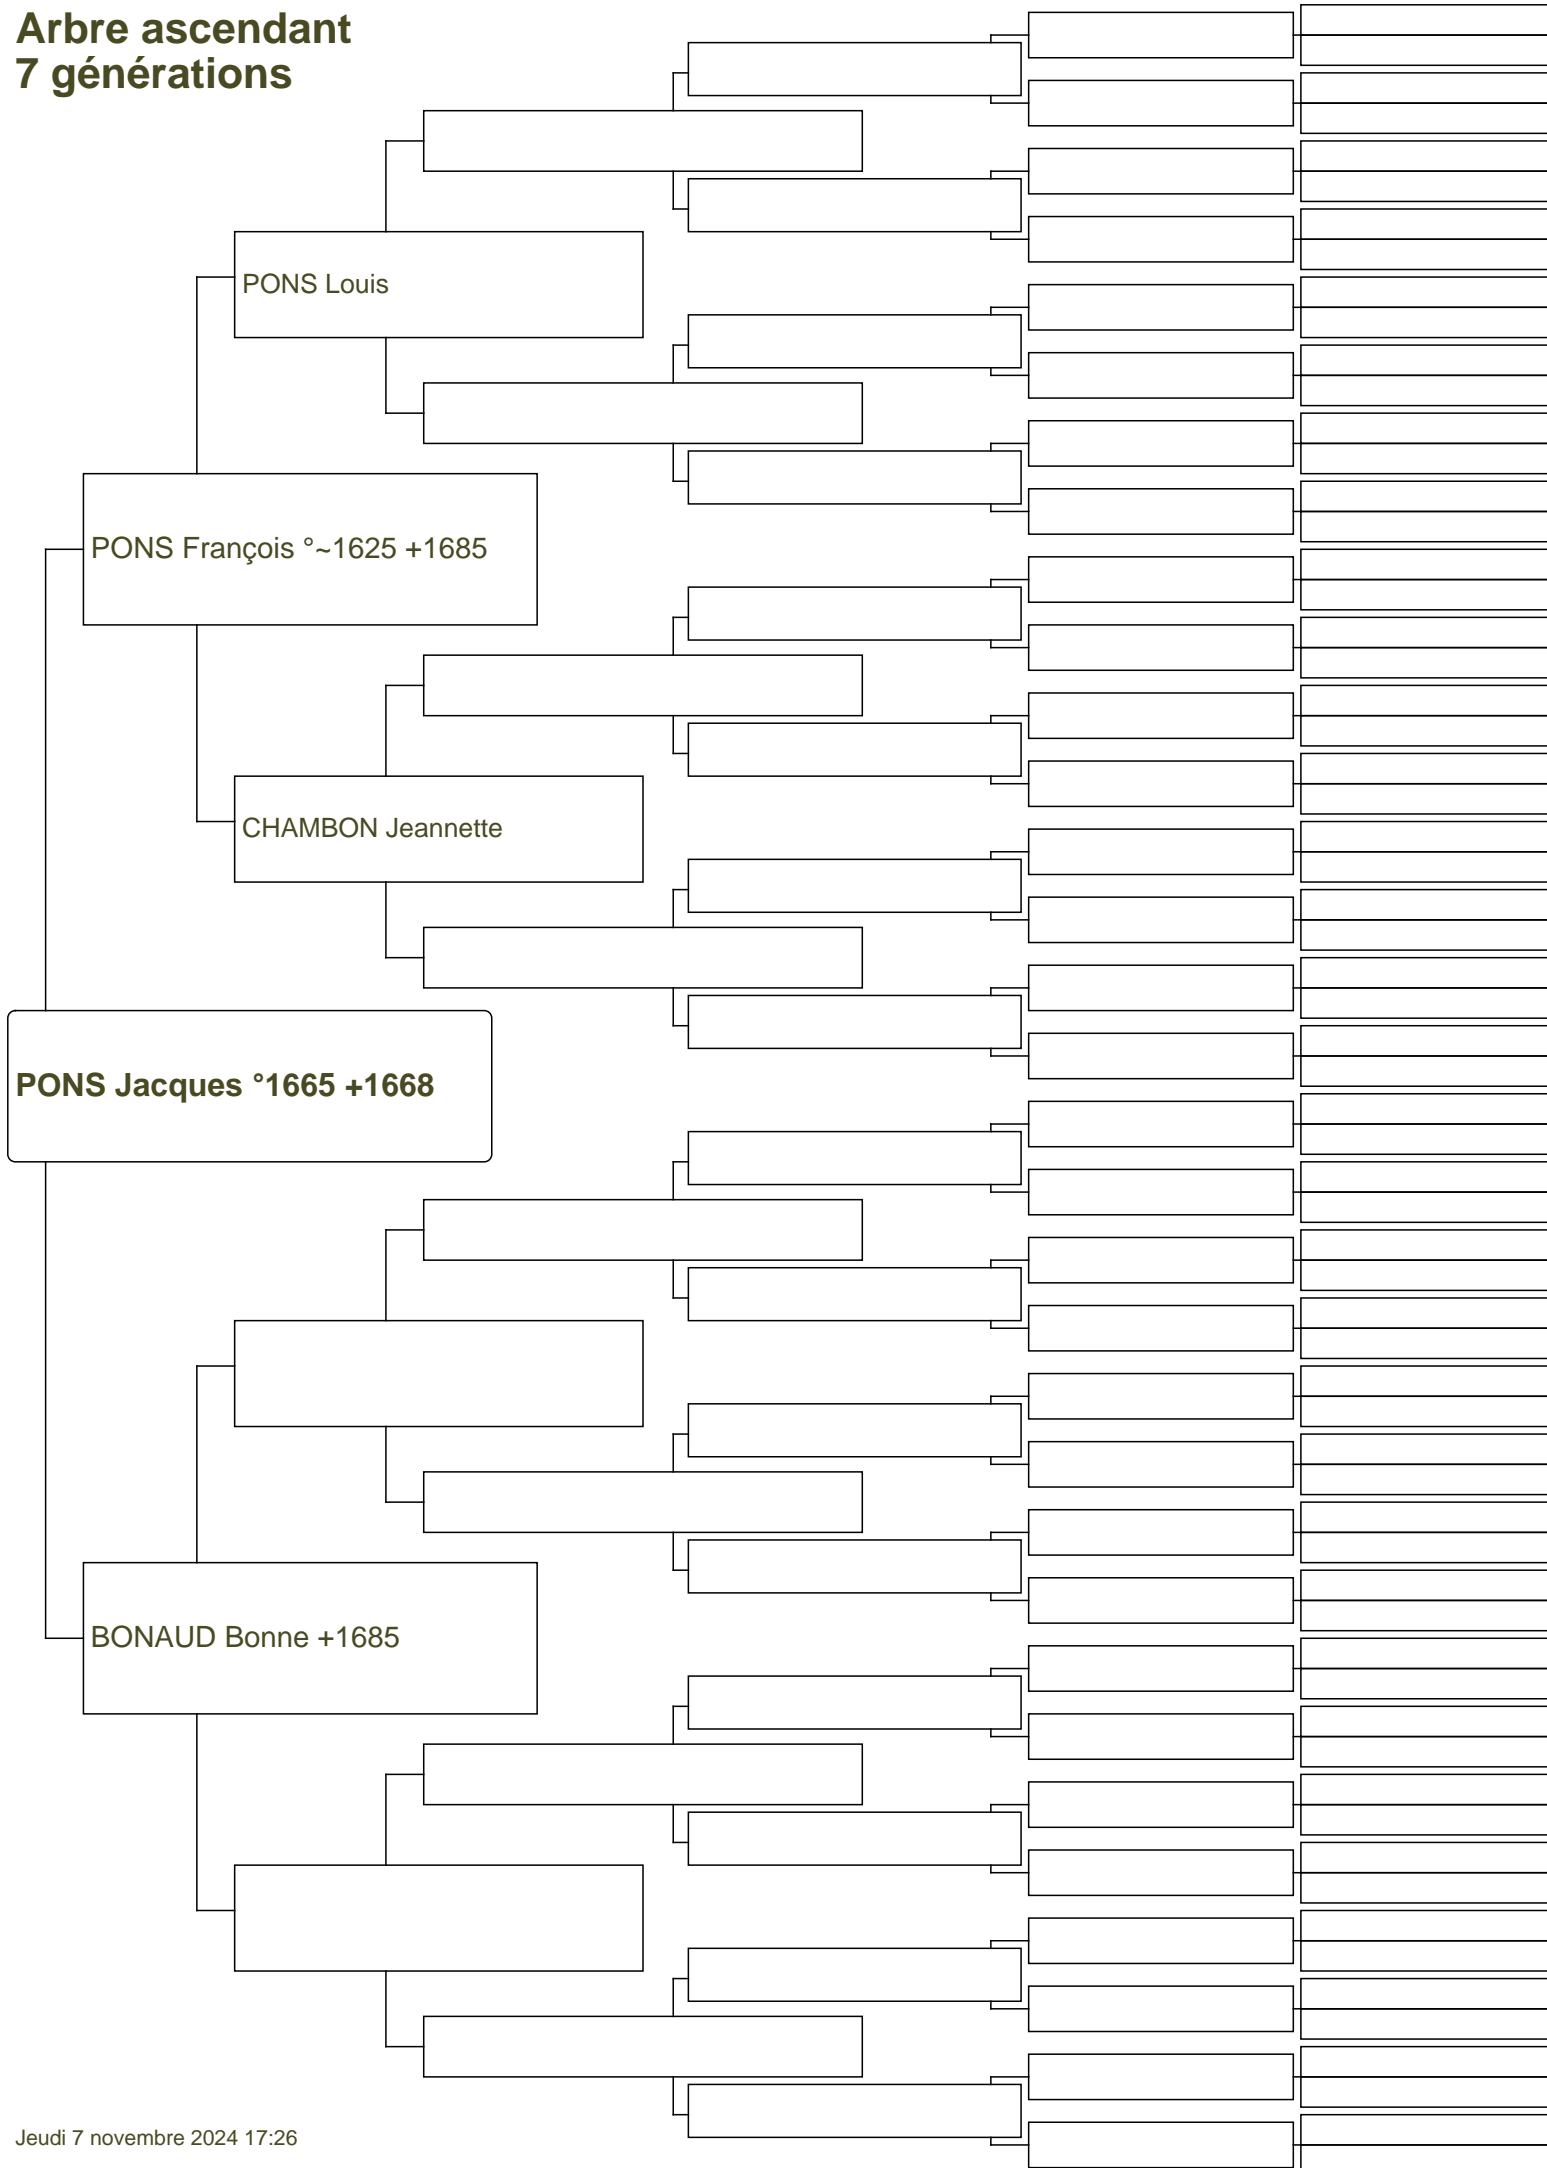 Arbre ascendant
7 générations
PONS Louis
PONS François °~1625 +1685
CHAMBON Jeannette
PONS Jacques °1665 +1668
BONAUD Bonne +1685
Jeudi 7 novembre 2024 17:26